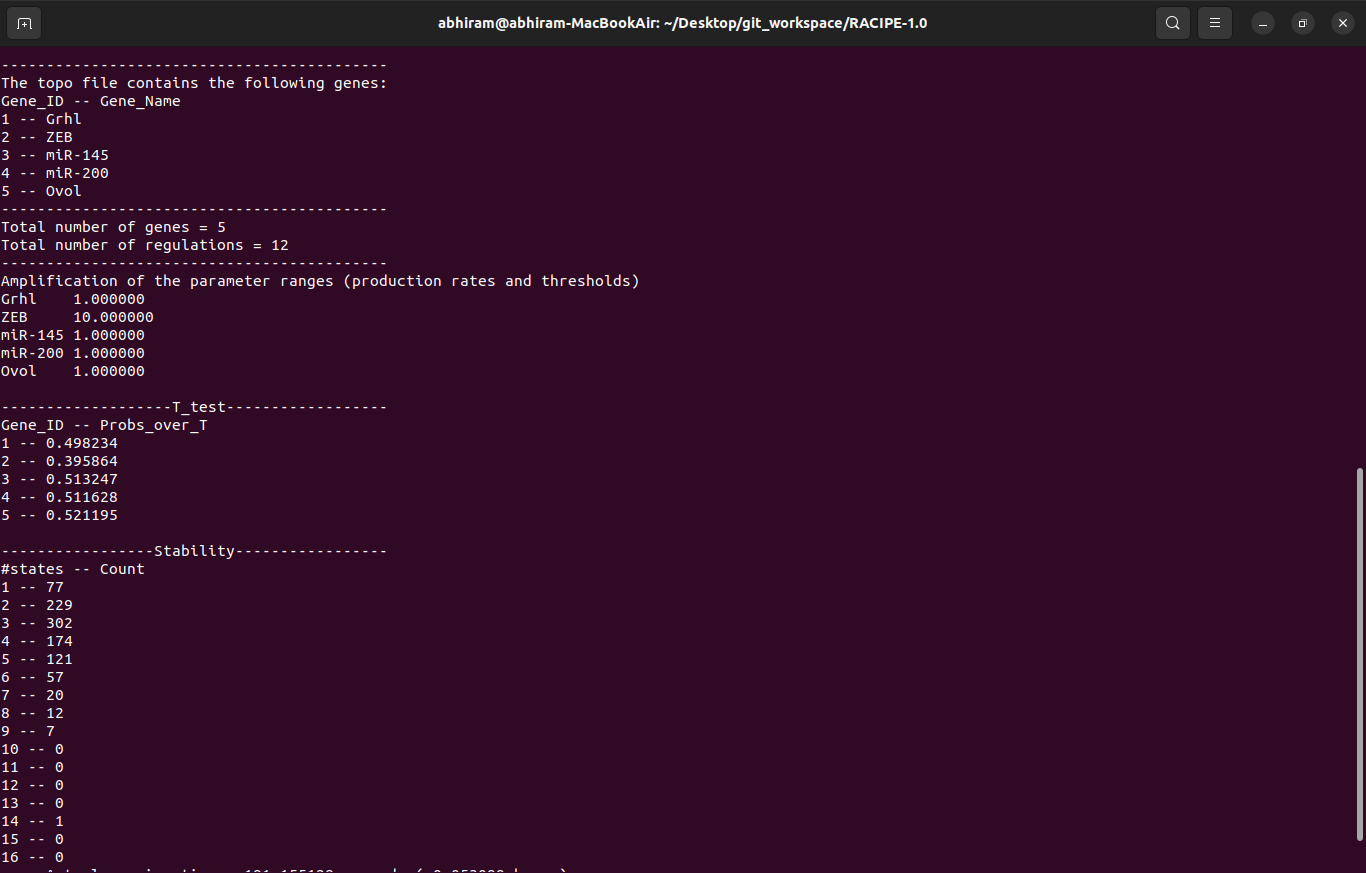 abhiram@abhiram-MacBookAir: ~/Desktop/git_workspace/RACIPE-1.0
-------------------------------------------
The topo file contains the following genes:
Gene_ID -- Gene_Name
1 -- Grhl
2 -- ZEB
3 -- miR-145
4 -- miR-200
5 -- Ovol
-------------------------------------------
Total number of genes = 5
Total number of regulations = 12
-------------------------------------------
Amplification of the parameter ranges (production rates and thresholds)
Grhl    1.000000
ZEB     10.000000
miR-145 1.000000
miR-200 1.000000
Ovol    1.000000
-------------------T_test------------------
Gene_ID -- Probs_over_T
1 -- 0.498234
2 -- 0.395864
3 -- 0.513247
4 -- 0.511628
5 -- 0.521195
-----------------Stability-----------------
#states -- Count
1 -- 77
2 -- 229
3 -- 302
4 -- 174
5 -- 121
6 -- 57
7 -- 20
8 -- 12
9 -- 7
10 -- 0
11 -- 0
12 -- 0
13 -- 0
14 -- 1
15 -- 0
16 -- 0